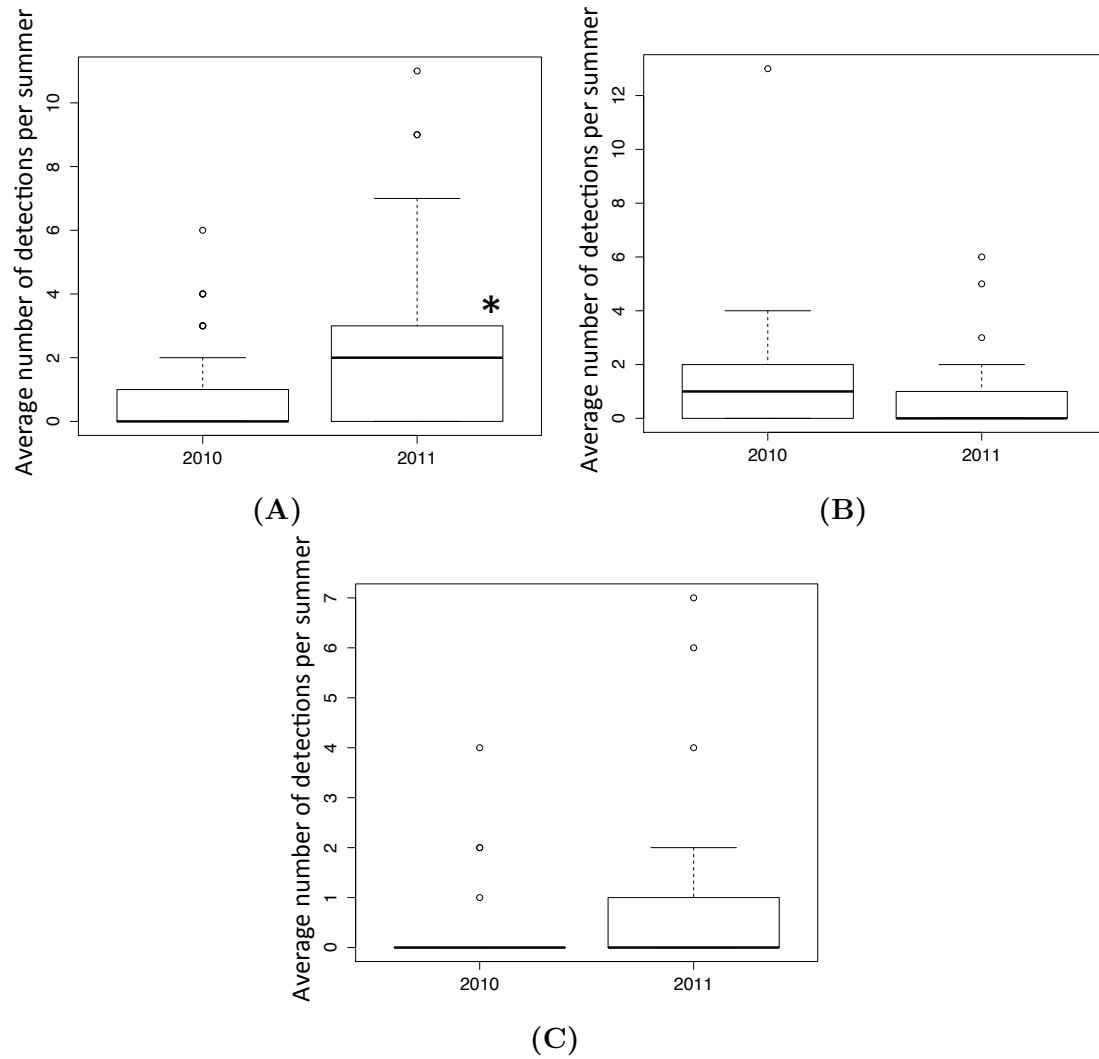 Average number of detections per summer
0 2 4 6 8 10
*
2010 2011
(A)
Average number of detections per summer
0 2 4 6 8 10 12
2010 2011
(B)
Average number of detections per summer
0 1 2 3 4 5 6 7
2010 2011
(C)